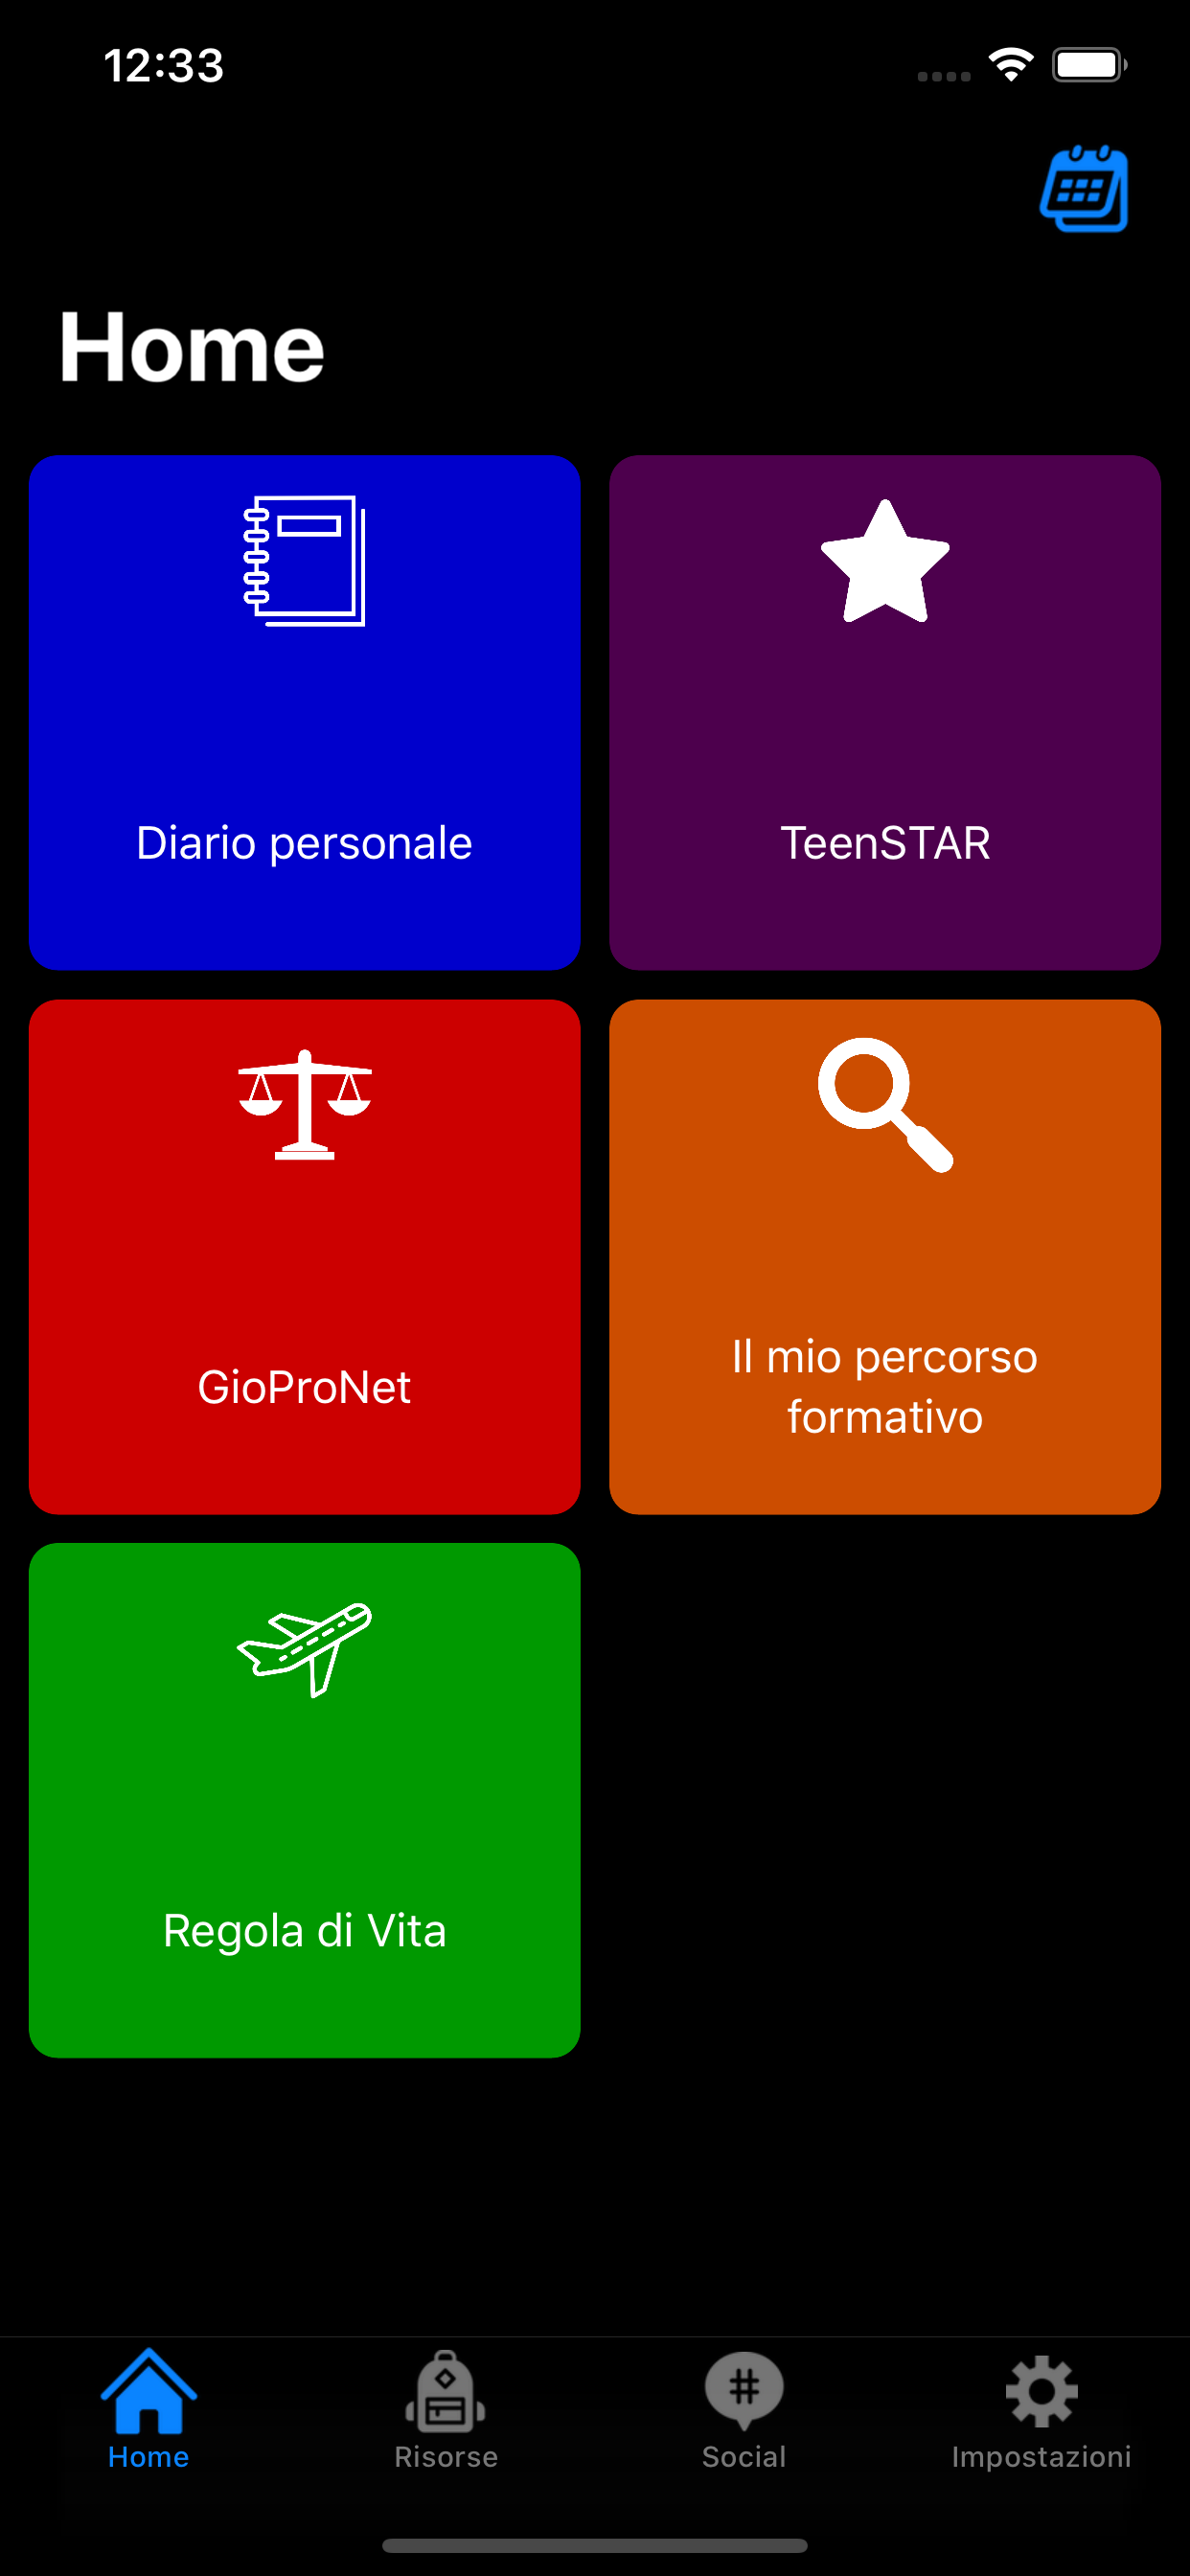 12:33
Home
Diario personale
TeenSTAR
GioProNet
Il mio percorso
formativo
Regola di Vita
#
Home
Risorse
Social
Impostazioni